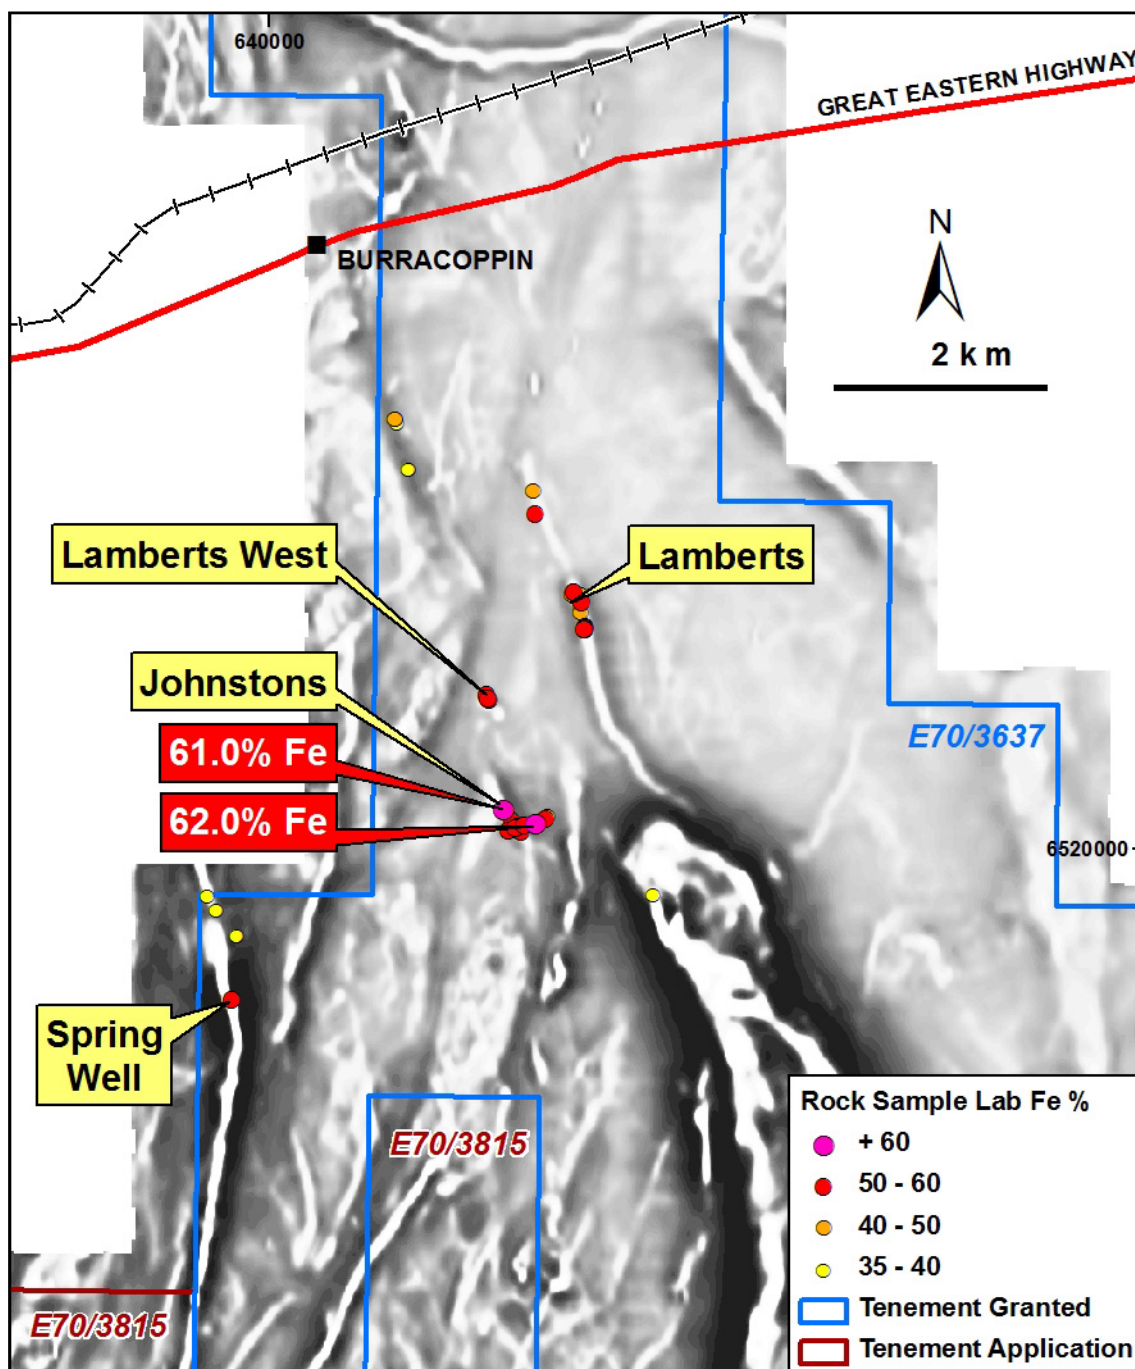 640000
GREAT EASTERN HIGHWAY
N
BURRACOPPIN
2 km
Lamberts West
Lamberts
Johnstons
61.0% Fe
E70/3637
62.0% Fe
6520000
Spring
Well
E70/3815
E70/3815
Rock Sample Lab Fe %
+ 60
50 - 60
40 - 50
35 - 40
Tenement Granted
Tenement Application